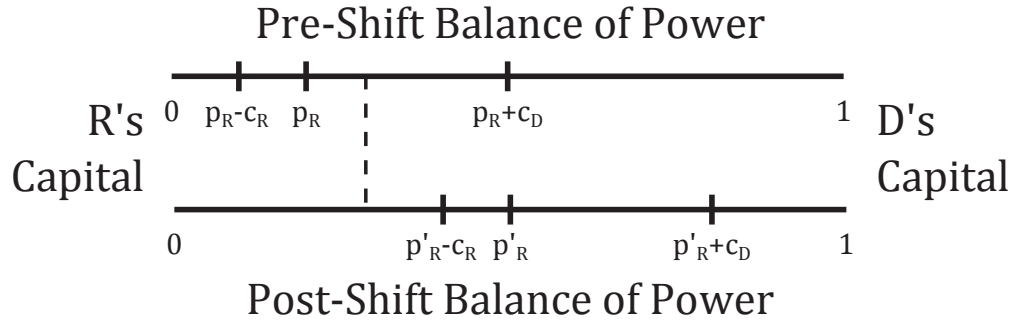 Pre-Shift Balance of Power
0 p_R-c_R p_R p_R+c_D 1
R's Capital
D's Capital
0 p'_R-c_R p'_R p'_R+c_D 1
Post-Shift Balance of Power